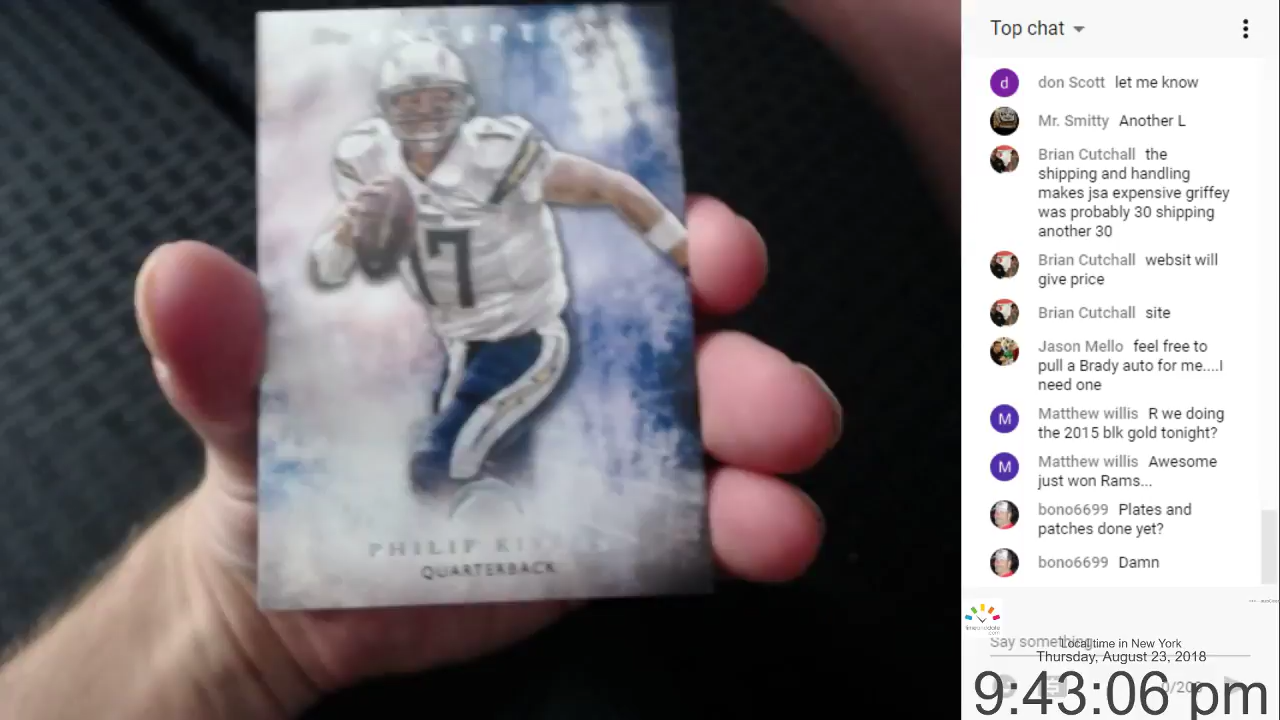 INCEPTION
17
PHILIP
QUARTERBACK
Top chat
d don Scott let me know
Mr. Smitty Another L
Brian Cutchall the
shipping and handling
makes jsa expensive griffey
was probably 30 shipping
another 30
Brian Cutchall websit will
give price
Brian Cutchall site
Jason Mello feel free to
pull a Brady auto for me....I
need one
M Matthew willis R we doing
the 2015 blk gold tonight?
M Matthew willis Awesome
just won Rams...
bono6699 Plates and
patches done yet?
bono6699 Damn
Say something...
Local time in New York
Thursday, August 23, 2018
9:43:06 pm